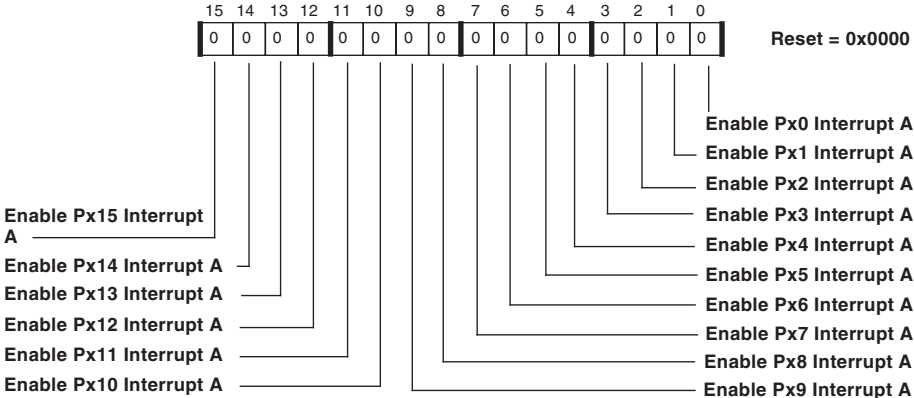 15 14 13 12 11 10 9 8 7 6 5 4 3 2 1 0
0 0 0 0 0 0 0 0 0 0 0 0 0 0 0 0
Reset = 0x0000
Enable Px0 Interrupt A
Enable Px1 Interrupt A
Enable Px2 Interrupt A
Enable Px3 Interrupt A
Enable Px4 Interrupt A
Enable Px5 Interrupt A
Enable Px6 Interrupt A
Enable Px7 Interrupt A
Enable Px8 Interrupt A
Enable Px9 Interrupt A
Enable Px15 Interrupt
A
Enable Px14 Interrupt A
Enable Px13 Interrupt A
Enable Px12 Interrupt A
Enable Px11 Interrupt A
Enable Px10 Interrupt A